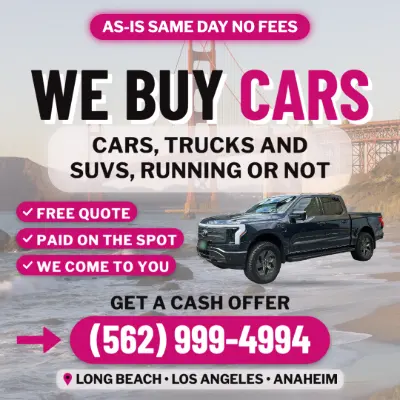 AS-IS SAME DAY NO FEES
WE BUY CARS
CARS, TRUCKS AND
SUVS, RUNNING OR NOT
FREE QUOTE
PAID ON THE SPOT
WE COME TO YOU
GET A CASH OFFER
(562) 999-4994
LONG BEACH • LOS ANGELES • ANAHEIM